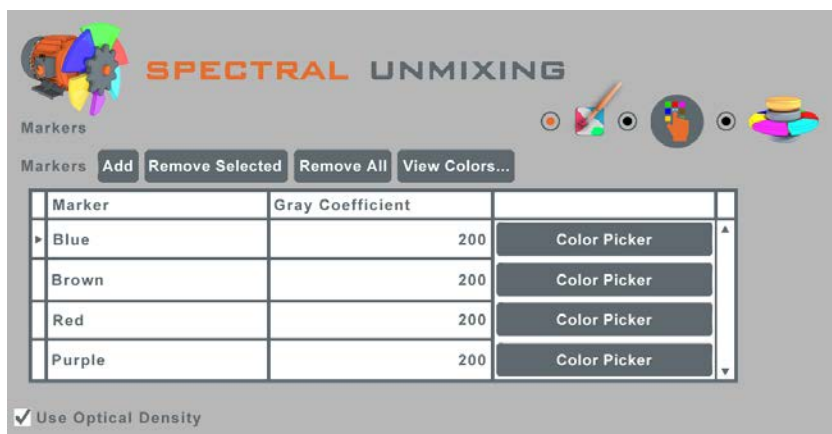 SPECTRAL UNMIXING
Markers
Markers Add Remove Selected Remove All View Colors...
Marker Gray Coefficient
Blue 200 Color Picker
Brown 200 Color Picker
Red 200 Color Picker
Purple 200 Color Picker
Use Optical Density